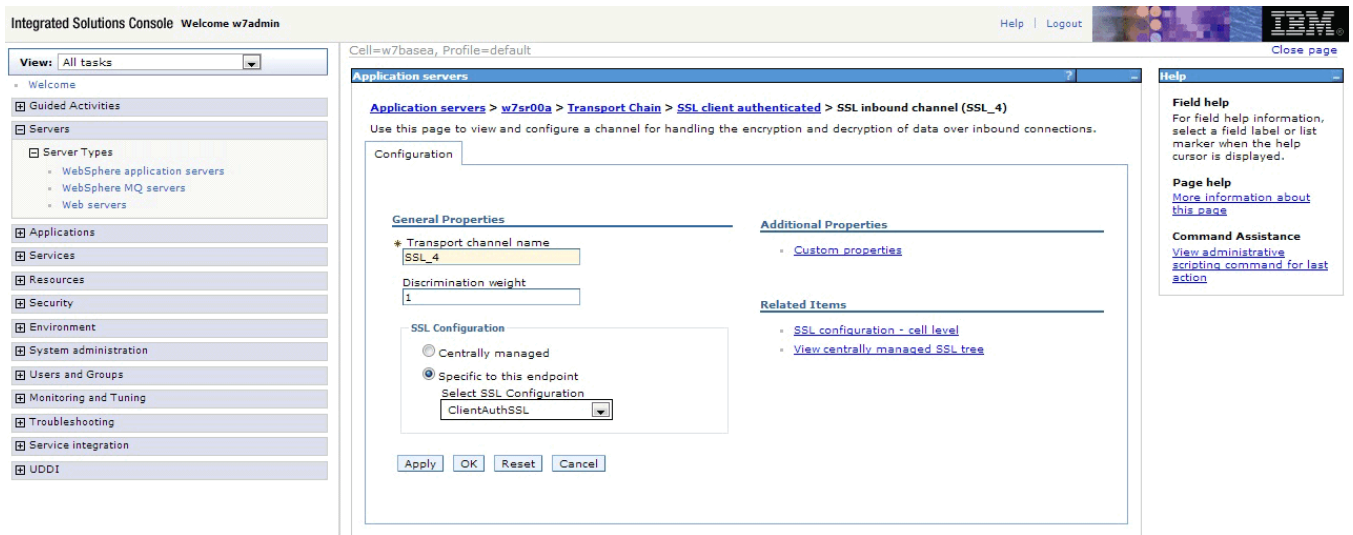 Integrated Solutions Console Welcome w7admin
Help | Logout
IBM
View: All tasks
Welcome
Guided Activities
Servers
Server Types
WebSphere application servers
WebSphere MQ servers
Web servers
Applications
Services
Resources
Security
Environment
System administration
Users and Groups
Monitoring and Tuning
Troubleshooting
Service integration
UDDI
Cell=w7basea, Profile=default
Close page
Application servers
?
Application servers > w7sr00a > Transport Chain > SSL client authenticated > SSL inbound channel (SSL_4)
Use this page to view and configure a channel for handling the encryption and decryption of data over inbound connections.
Configuration
General Properties
Transport channel name
SSL_4
Discrimination weight
1
SSL Configuration
Centrally managed
Specific to this endpoint
Select SSL Configuration
ClientAuthSSL
Apply OK Reset Cancel
Additional Properties
Custom properties
Related Items
SSL configuration - cell level
View centrally managed SSL tree
Help
Field help
For field help information,
select a field label or list
marker when the help
cursor is displayed.
Page help
More information about
this page
Command Assistance
View administrative
scripting command for last
action